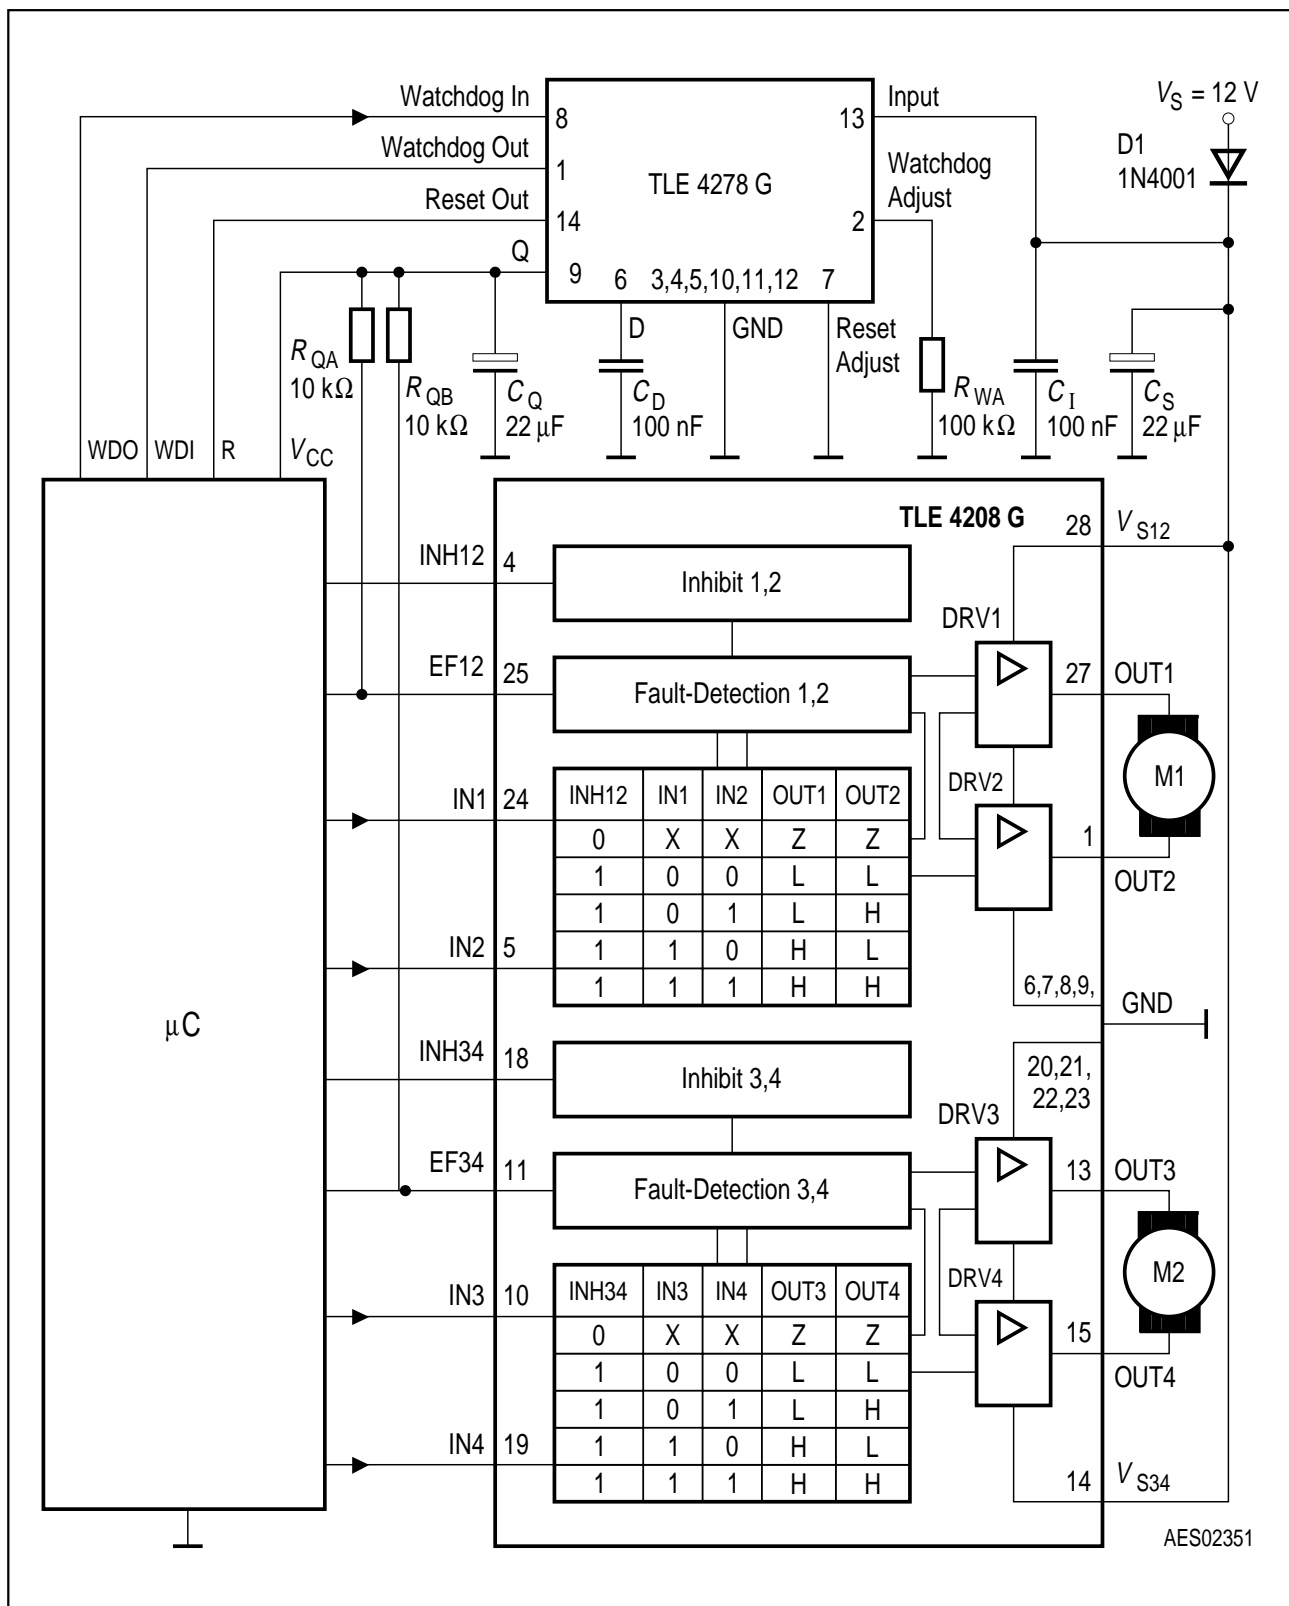 Watchdog In
8
Watchdog Out
1
Reset Out
14
Q
9
TLE 4278 G
13
Input
2
Watchdog
Adjust
6
3,4,5,10,11,12
7
D
GND
Reset
Adjust
V_S = 12 V
D1
1N4001
R_QA
10 kΩ
R_QB
10 kΩ
C_Q
22 µF
C_D
100 nF
R_WA
100 kΩ
C_I
100 nF
C_S
22 µF
WDO
WDI
R
V_CC
µC
TLE 4208 G
28
V_S12
INH12
4
Inhibit 1,2
EF12
25
Fault-Detection 1,2
DRV1
27
OUT1
M1
IN1
24
INH12 IN1 IN2 OUT1 OUT2
0 X X Z Z
1 0 0 L L
1 0 1 L H
1 1 0 H L
1 1 1 H H
DRV2
1
OUT2
IN2
5
6,7,8,9,
GND
20,21,
22,23
INH34
18
Inhibit 3,4
EF34
11
Fault-Detection 3,4
DRV3
13
OUT3
M2
IN3
10
INH34 IN3 IN4 OUT3 OUT4
0 X X Z Z
1 0 0 L L
1 0 1 L H
1 1 0 H L
1 1 1 H H
DRV4
15
OUT4
IN4
19
14
V_S34
AES02351